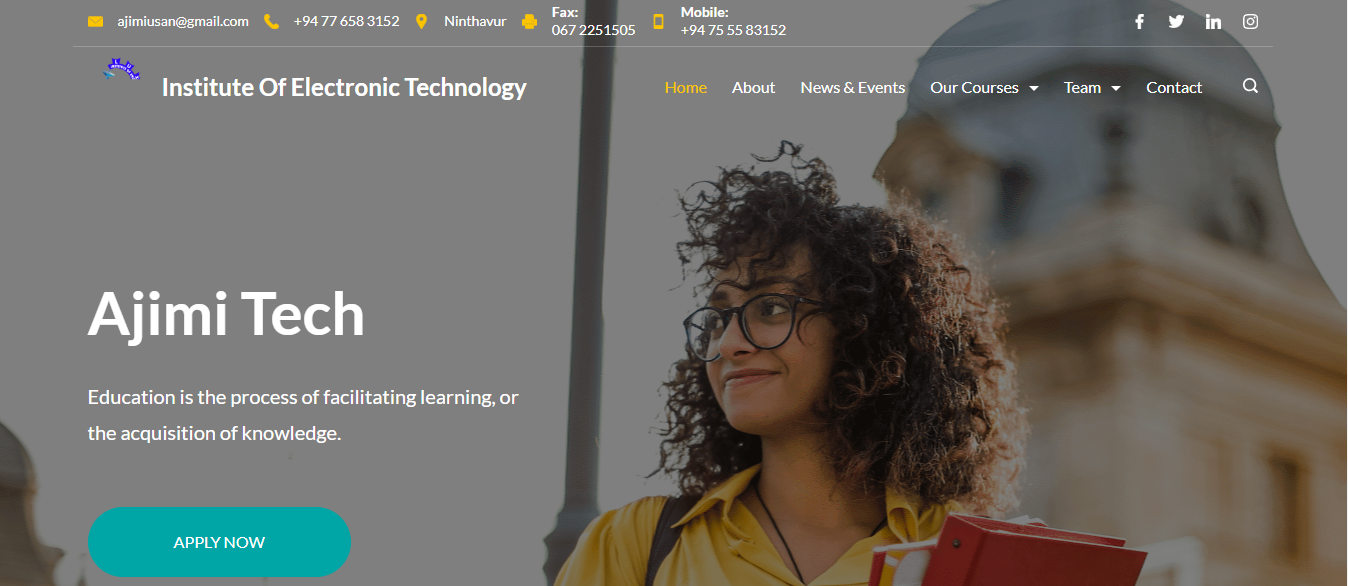 ajimiusan@gmail.com
+94 77 658 3152
Ninthavur
Fax:
067 2251505
Mobile:
+94 75 55 83152
Institute Of Electronic Technology
Home
About
News & Events
Our Courses
Team
Contact
Ajimi Tech
Education is the process of facilitating learning, or
the acquisition of knowledge.
APPLY NOW